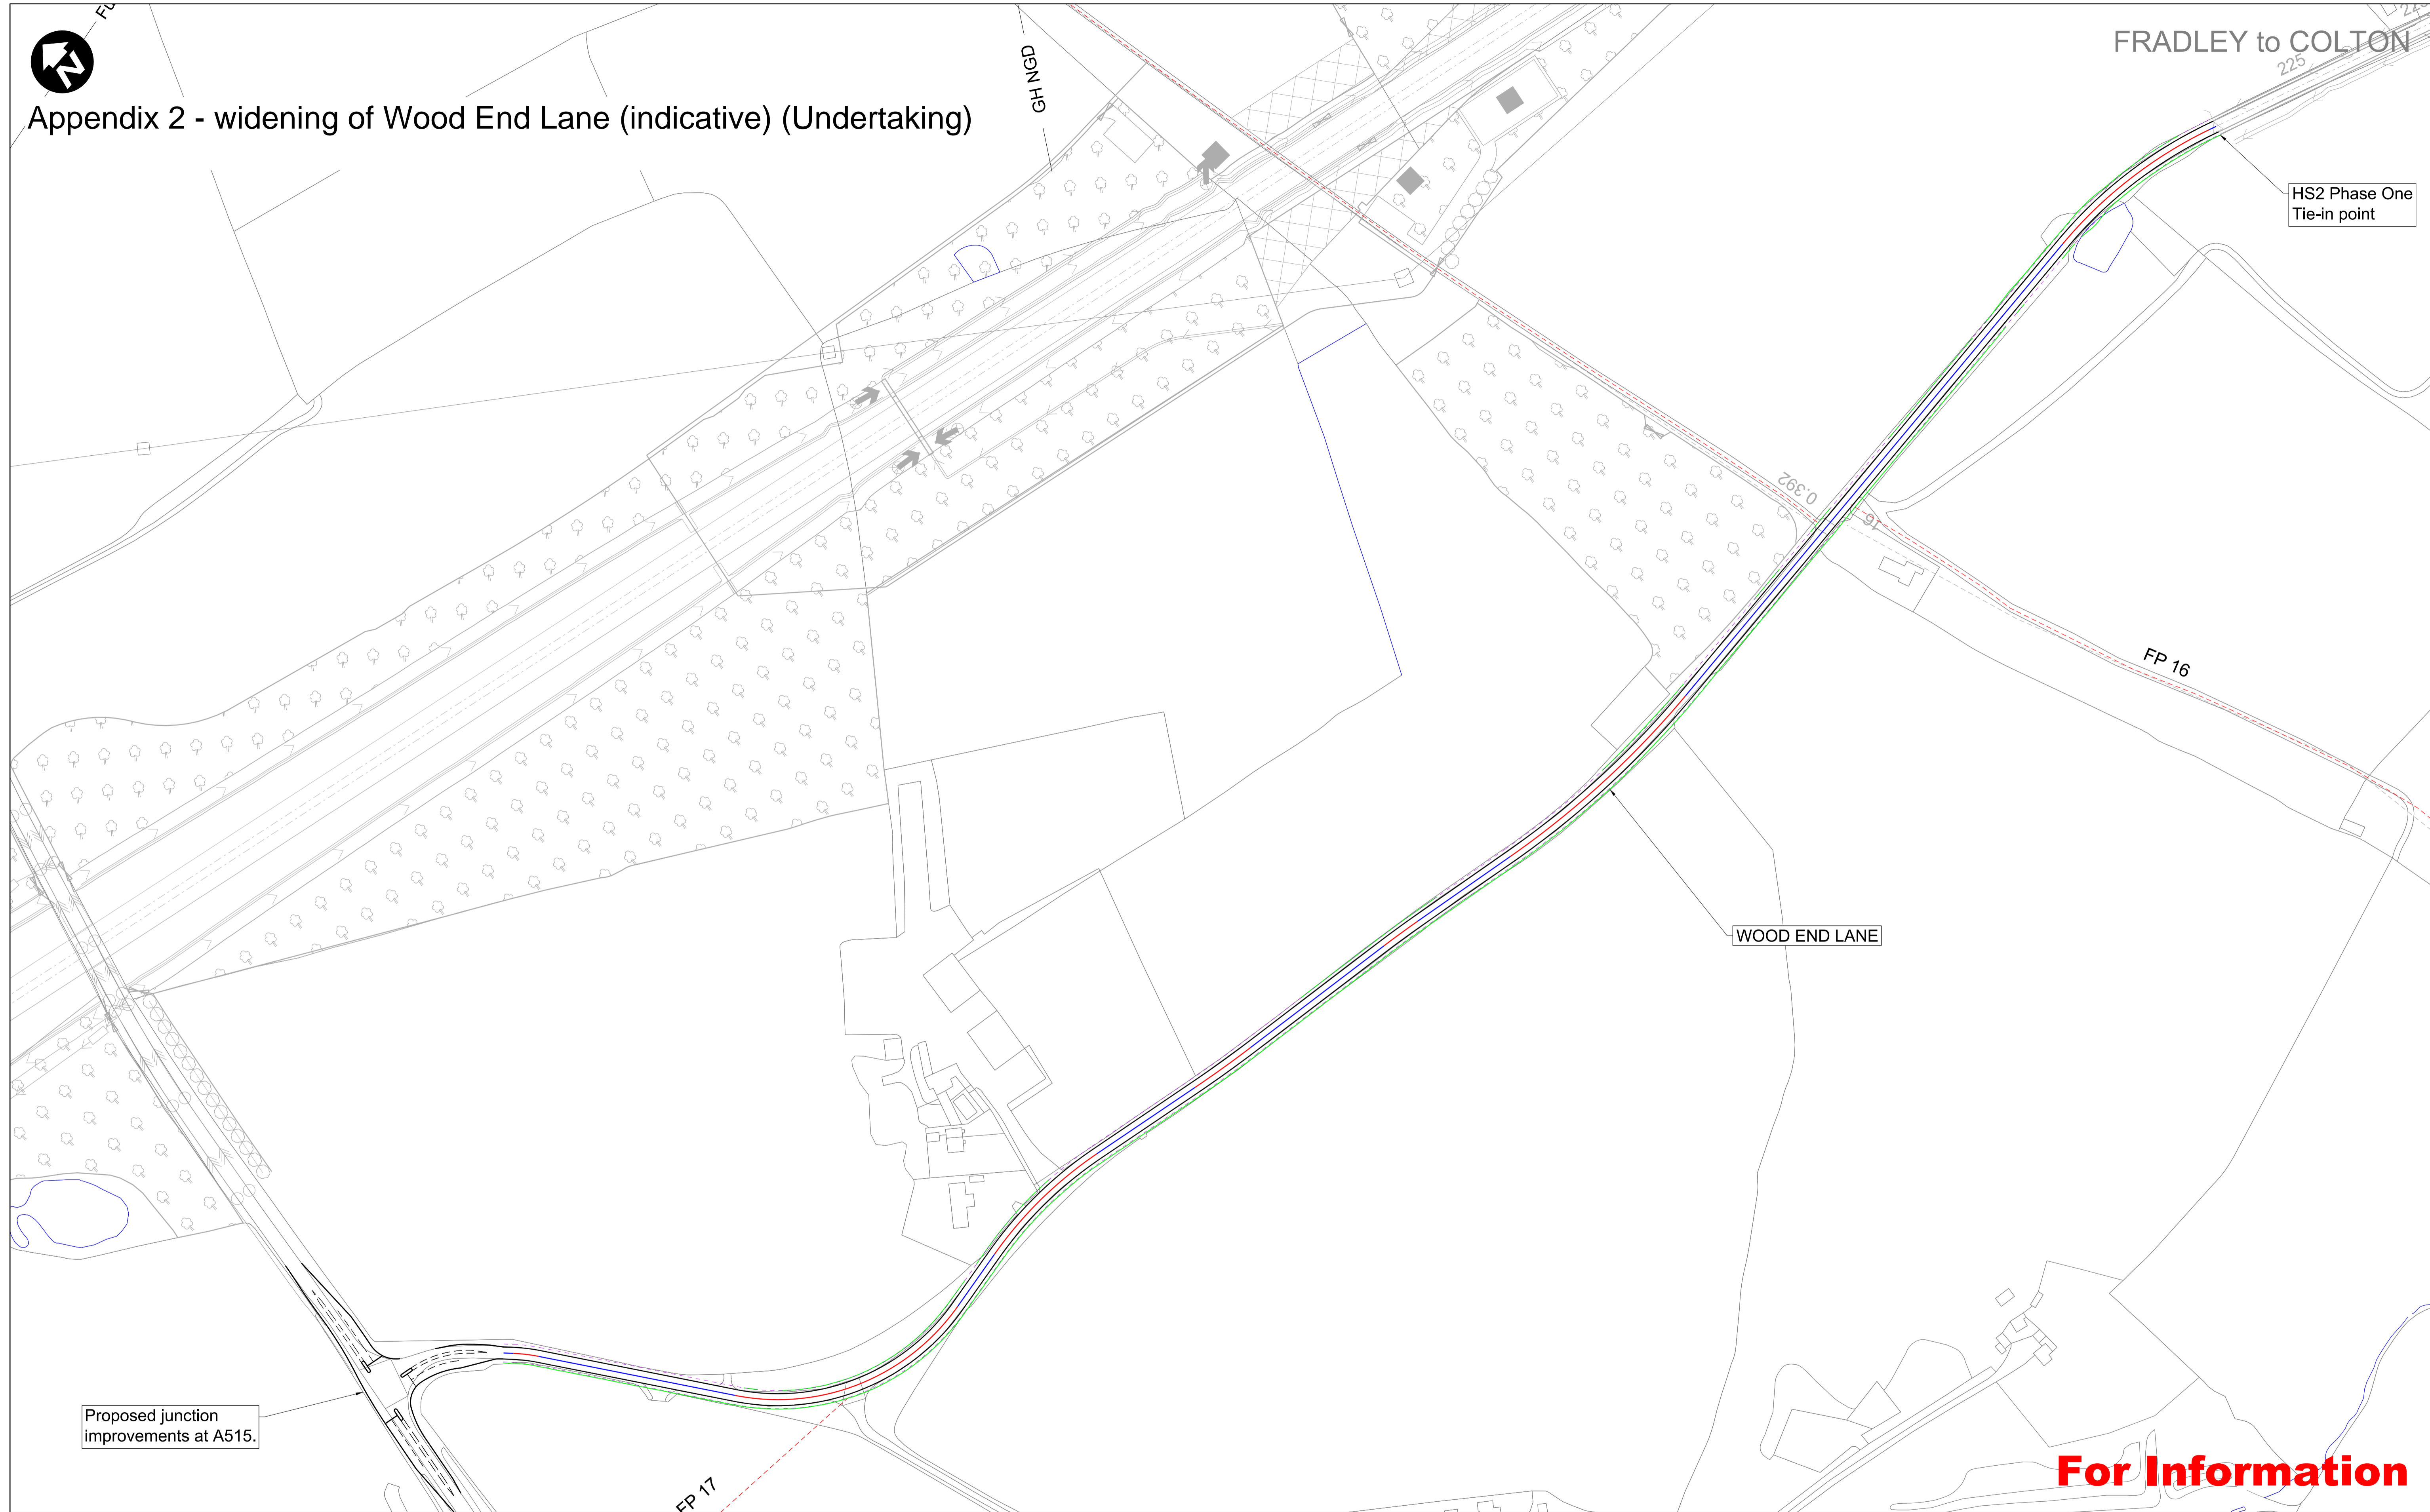 FRADLEY to COLTON
N
Appendix 2 - widening of Wood End Lane (indicative) (Undertaking)
GH NGD
225
HS2 Phase One
Tie-in point
0.392
16
FP 16
WOOD END LANE
Proposed junction
improvements at A515.
FP 17
For Information